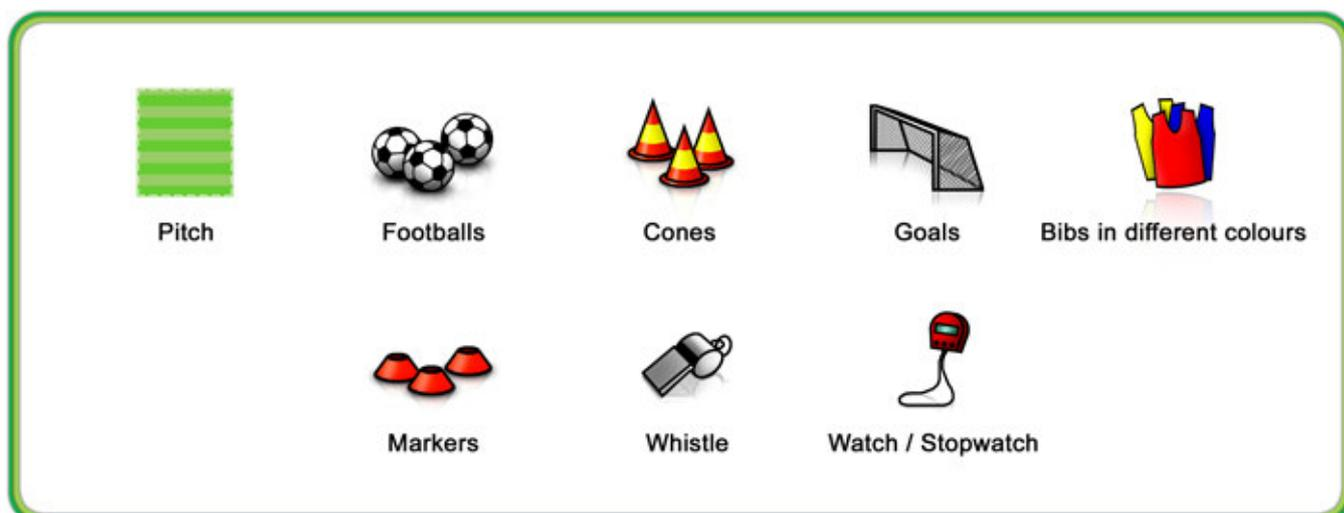 Pitch
Footballs
Cones
Goals
Bibs in different colours
Markers
Whistle
Watch / Stopwatch